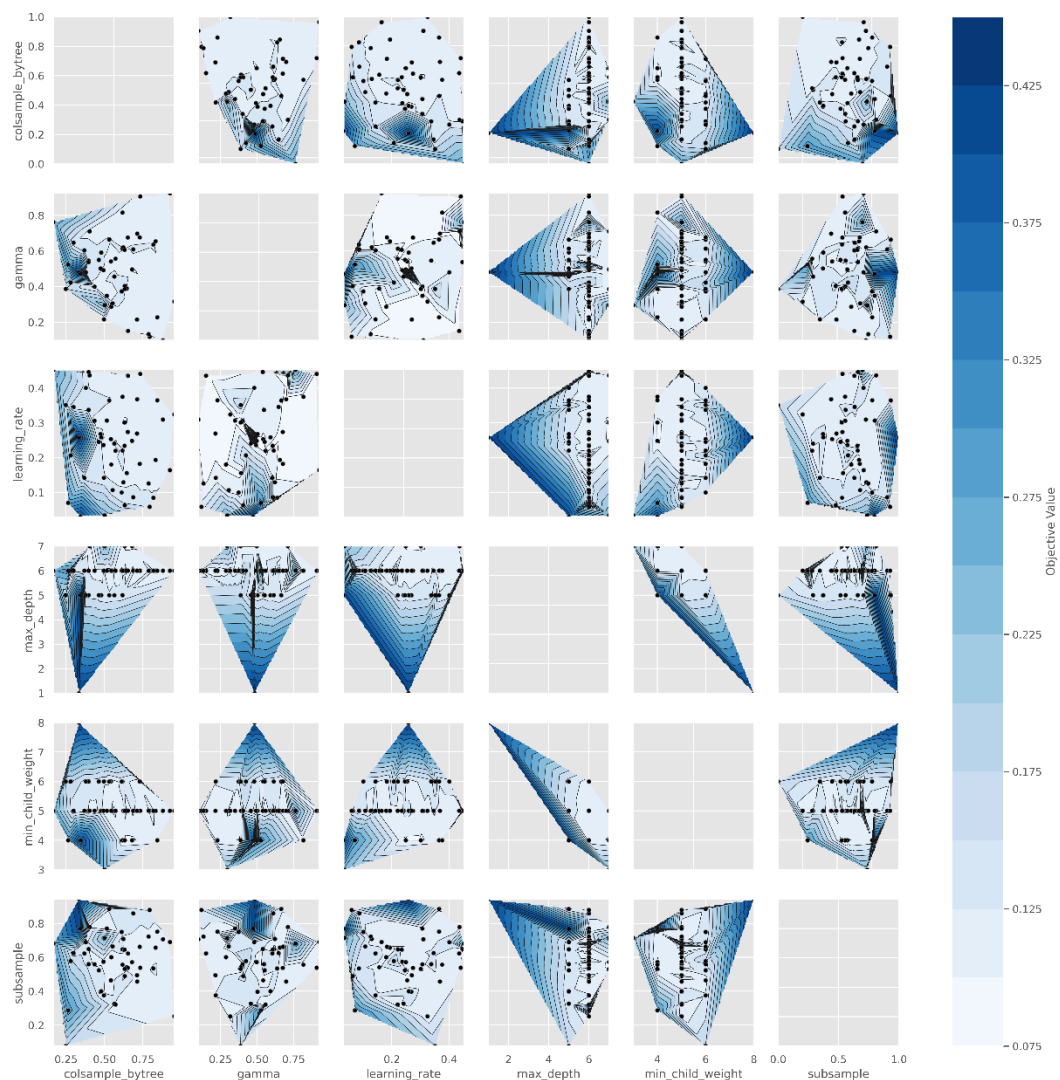 1.0
0.8
0.6
0.4
0.2
0.0
colsample_bytree
0.8
0.6
0.4
0.2
gamma
0.4
0.3
0.2
0.1
learning_rate
7
6
5
4
3
2
1
max_depth
8
7
6
5
4
3
min_child_weight
0.8
0.6
0.4
0.2
subsample
0.25 0.50 0.75
colsample_bytree
0.25 0.50 0.75
gamma
0.2 0.4
learning_rate
2 4 6
max_depth
4 6 8
min_child_weight
0.0 0.5 1.0
subsample
0.425
0.375
0.325
0.275
0.225
0.175
0.125
0.075
Objective Value